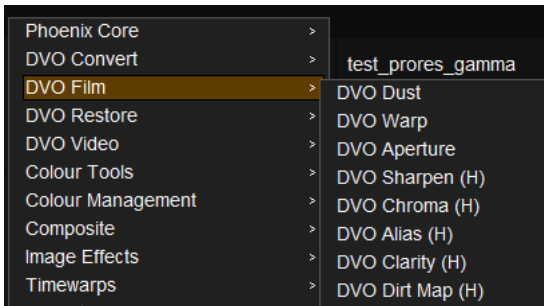 Phoenix Core >
DVO Convert >
DVO Film >
DVO Restore >
DVO Video >
Colour Tools >
Colour Management >
Composite >
Image Effects >
Timewarps >
test_prores_gamma
DVO Dust
DVO Warp
DVO Aperture
DVO Sharpen (H)
DVO Chroma (H)
DVO Alias (H)
DVO Clarity (H)
DVO Dirt Map (H)